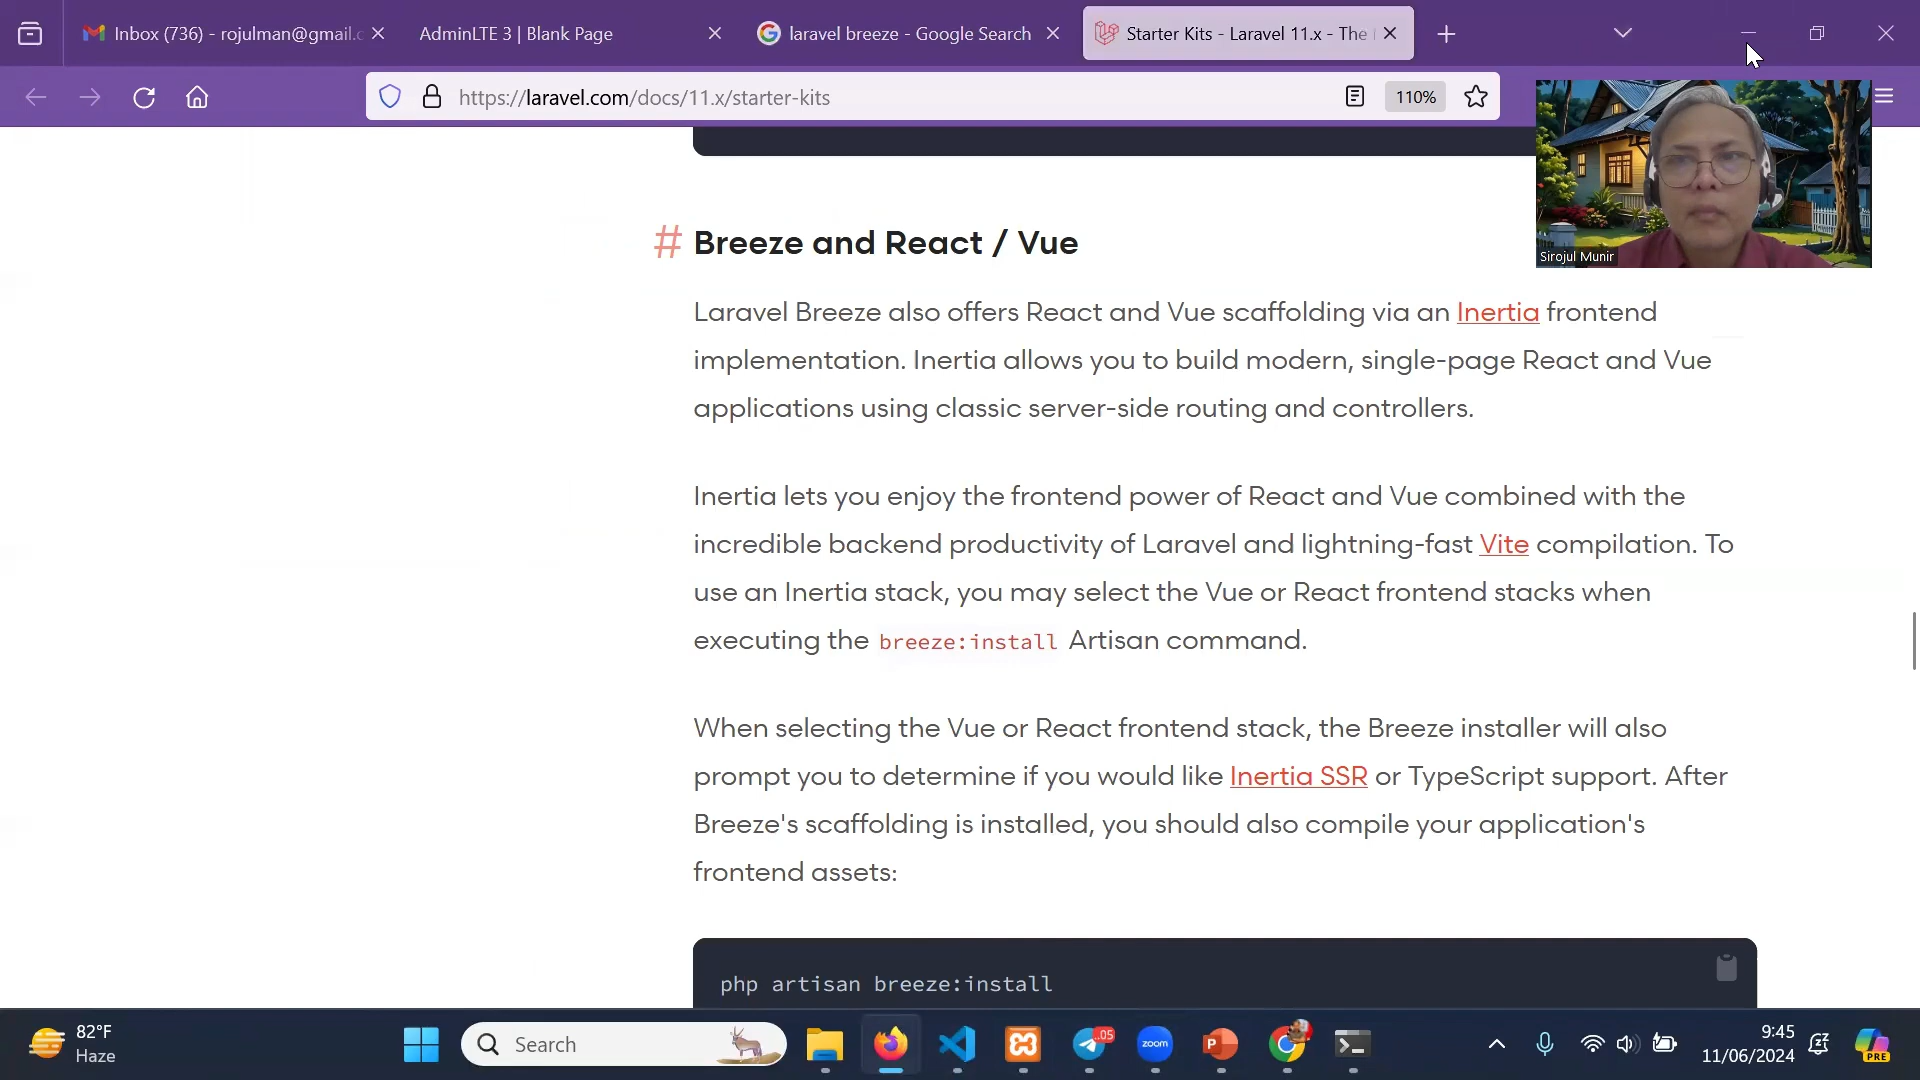 Inbox (736) - rojulman@gmail.c
AdminLTE 3 | Blank Page
laravel breeze - Google Search
Starter Kits - Laravel 11.x - The
https://laravel.com/docs/11.x/starter-kits
110%
Sirojul Munir
# Breeze and React / Vue
Laravel Breeze also offers React and Vue scaffolding via an Inertia frontend
implementation. Inertia allows you to build modern, single-page React and Vue
applications using classic server-side routing and controllers.
Inertia lets you enjoy the frontend power of React and Vue combined with the
incredible backend productivity of Laravel and lightning-fast Vite compilation. To
use an Inertia stack, you may select the Vue or React frontend stacks when
executing the breeze:install Artisan command.
When selecting the Vue or React frontend stack, the Breeze installer will also
prompt you to determine if you would like Inertia SSR or TypeScript support. After
Breeze's scaffolding is installed, you should also compile your application's
frontend assets:
php artisan breeze:install
82°F
Haze
Search
.05
zoom
P
9:45
11/06/2024
PRE